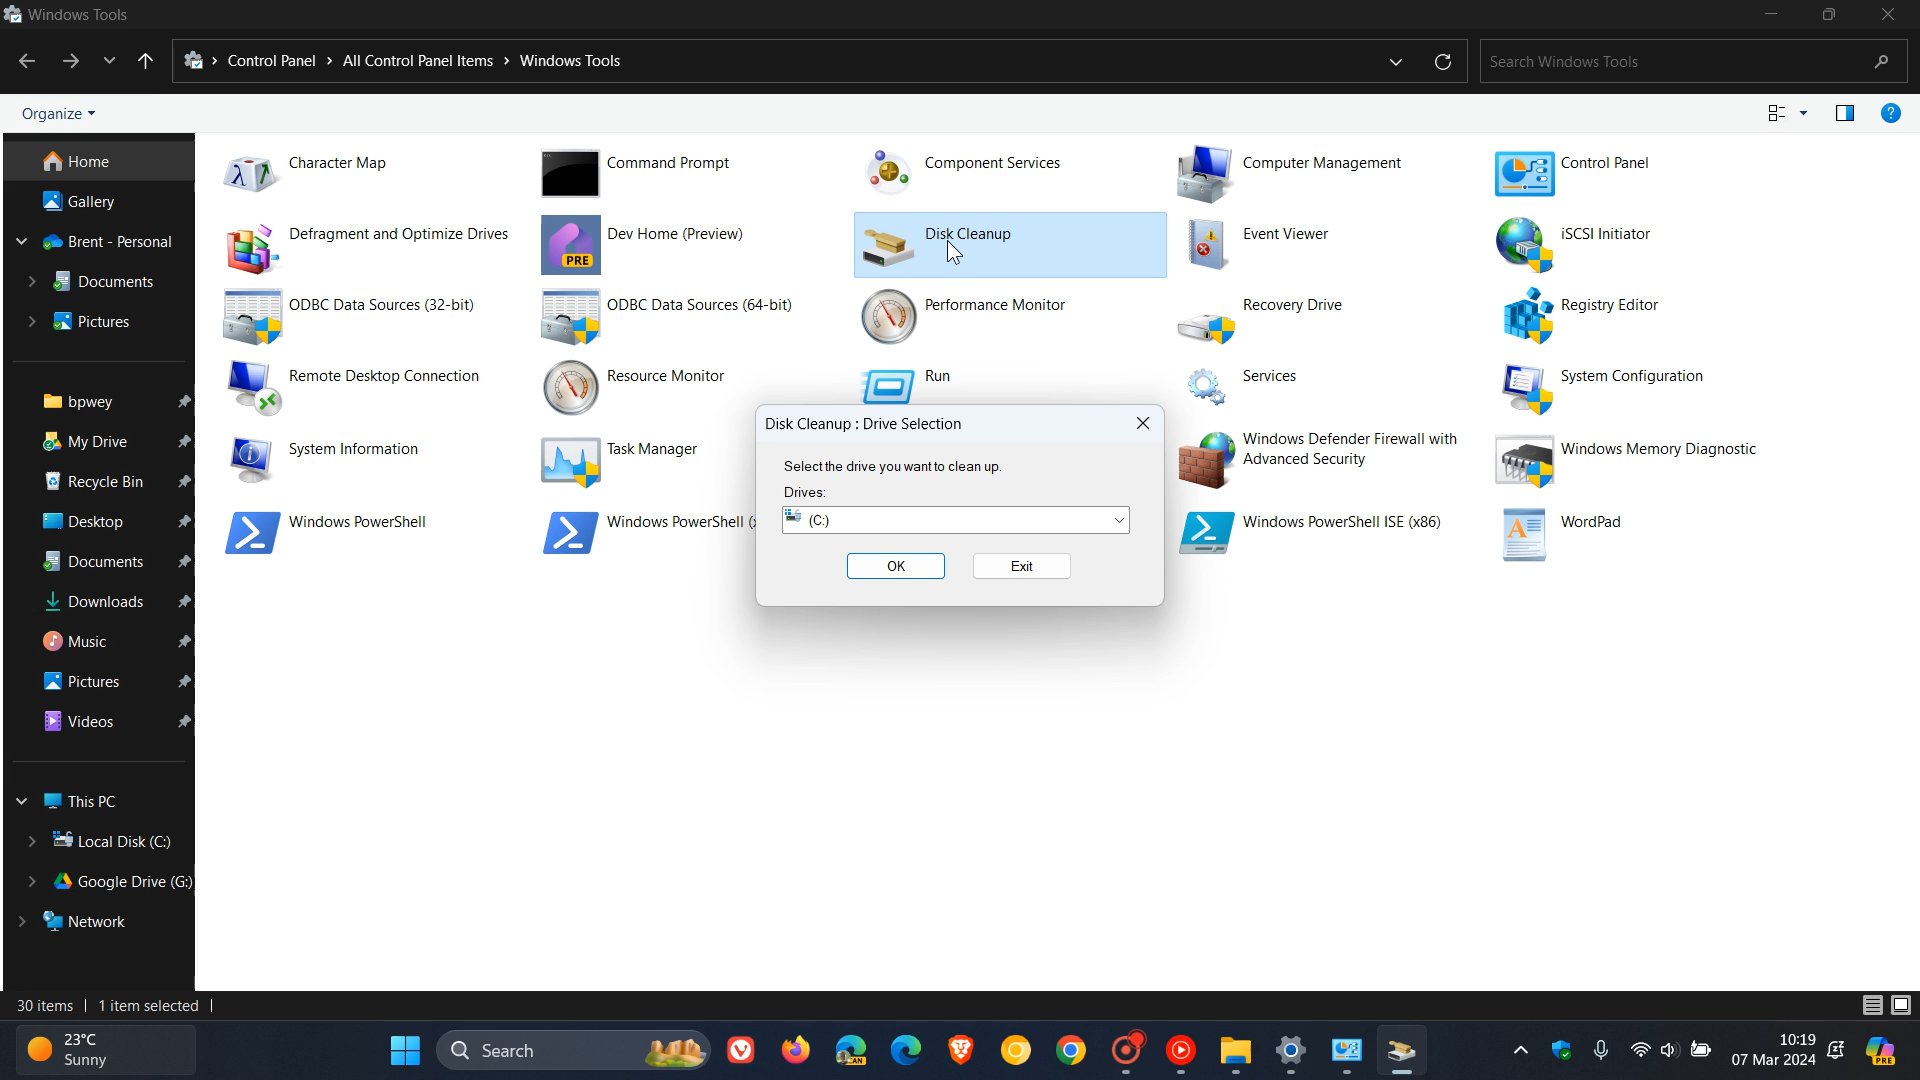 Windows Tools
Control Panel > All Control Panel Items > Windows Tools
Search Windows Tools
Organize
Home
Gallery
Brent - Personal
Documents
Pictures
bpwey
My Drive
Recycle Bin
Desktop
Documents
Downloads
Music
Pictures
Videos
This PC
Local Disk (C:)
Google Drive (G:)
Network
Character Map
Command Prompt
Component Services
Computer Management
Control Panel
Defragment and Optimize Drives
Dev Home (Preview)
PRE
Disk Cleanup
Event Viewer
iSCSI Initiator
ODBC Data Sources (32-bit)
ODBC Data Sources (64-bit)
Performance Monitor
Recovery Drive
Registry Editor
Remote Desktop Connection
Resource Monitor
Run
Services
System Configuration
System Information
Task Manager
Windows Defender Firewall with
Advanced Security
Windows Memory Diagnostic
Windows PowerShell
Windows PowerShell (
Windows PowerShell ISE (x86)
WordPad
Disk Cleanup : Drive Selection
Select the drive you want to clean up.
Drives:
(C:)
OK
Exit
30 items
1 item selected
23°C
Sunny
Search
CAN
10:19
07 Mar 2024
PRE